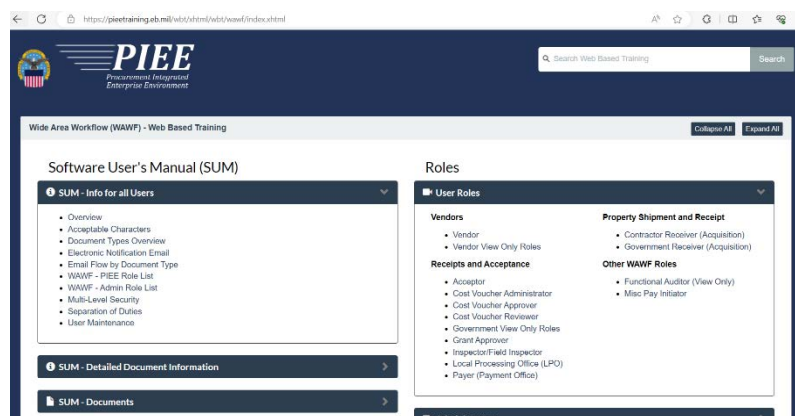 https://pieetraining.eb.mil/wbt/xhtml/wbt/wawf/index.xhtml
PIEE
Procurement Integrated
Enterprise Environment
Search Web Based Training
Search
Wide Area Workflow (WAWF) - Web Based Training
Collapse All
Expand All
Software User's Manual (SUM)
SUM - Info for all Users
Overview
Acceptable Characters
Document Types Overview
Electronic Notification Email
Email Flow by Document Type
WAWF - PIEE Role List
WAWF - Admin Role List
Multi-Level Security
Separation of Duties
User Maintenance
SUM - Detailed Document Information
SUM - Documents
Roles
User Roles
Vendors
Vendor
Vendor View Only Roles
Receipts and Acceptance
Acceptor
Cost Voucher Administrator
Cost Voucher Approver
Cost Voucher Reviewer
Government View Only Roles
Grant Approver
Inspector/Field Inspector
Local Processing Office (LPO)
Payer (Payment Office)
Property Shipment and Receipt
Contractor Receiver (Acquisition)
Government Receiver (Acquisition)
Other WAWF Roles
Functional Auditor (View Only)
Misc Pay Initiator